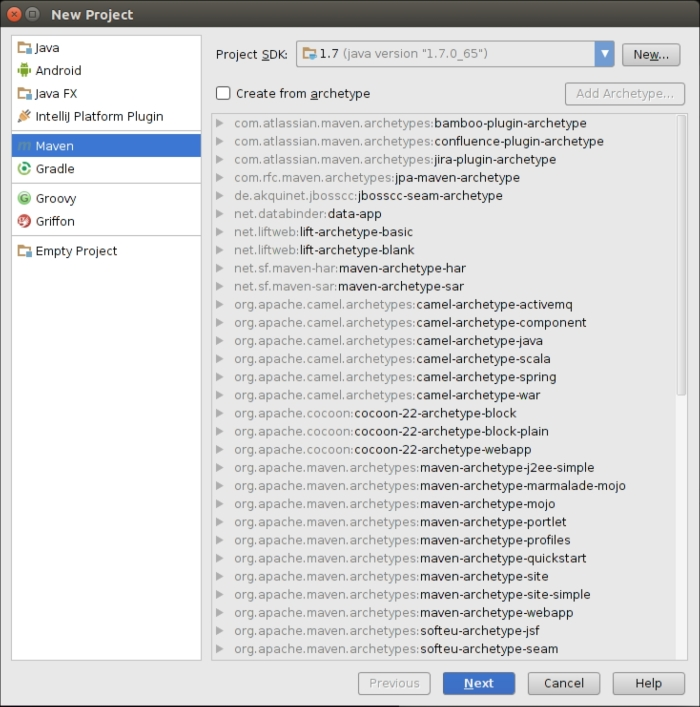 New Project
Java
Android
Java FX
IntelliJ Platform Plugin
Maven
Gradle
Groovy
Griffon
Empty Project
Project SDK: 1.7 (java version "1.7.0_65") New...
Create from archetype Add Archetype...
com.atlassian.maven.archetypes:bamboo-plugin-archetype
com.atlassian.maven.archetypes:confluence-plugin-archetype
com.atlassian.maven.archetypes:jira-plugin-archetype
com.rfc.maven.archetypes:jpa-maven-archetype
de.akquinet.jbosscc:jbosscc-seam-archetype
net.databinder:data-app
net.liftweb:lift-archetype-basic
net.liftweb:lift-archetype-blank
net.sf.maven-har:maven-archetype-har
net.sf.maven-sar:maven-archetype-sar
org.apache.camel.archetypes:camel-archetype-activemq
org.apache.camel.archetypes:camel-archetype-component
org.apache.camel.archetypes:camel-archetype-java
org.apache.camel.archetypes:camel-archetype-scala
org.apache.camel.archetypes:camel-archetype-spring
org.apache.camel.archetypes:camel-archetype-war
org.apache.cocoon:cocoon-22-archetype-block
org.apache.cocoon:cocoon-22-archetype-block-plain
org.apache.cocoon:cocoon-22-archetype-webapp
org.apache.maven.archetypes:maven-archetype-j2ee-simple
org.apache.maven.archetypes:maven-archetype-marmalade-mojo
org.apache.maven.archetypes:maven-archetype-mojo
org.apache.maven.archetypes:maven-archetype-portlet
org.apache.maven.archetypes:maven-archetype-profiles
org.apache.maven.archetypes:maven-archetype-quickstart
org.apache.maven.archetypes:maven-archetype-site
org.apache.maven.archetypes:maven-archetype-site-simple
org.apache.maven.archetypes:maven-archetype-webapp
org.apache.maven.archetypes:softeu-archetype-jsf
org.apache.maven.archetypes:softeu-archetype-seam
Previous Next Cancel Help